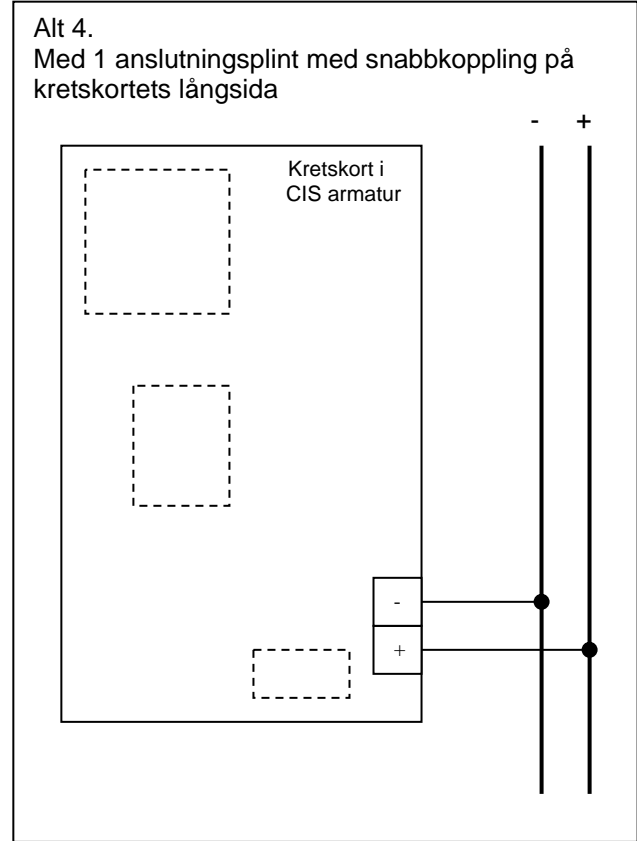 Alt 4.
Med 1 anslutningsplint med snabbkoppling på
kretskortets långsida
- +
Kretskort i
CIS armatur
-
+